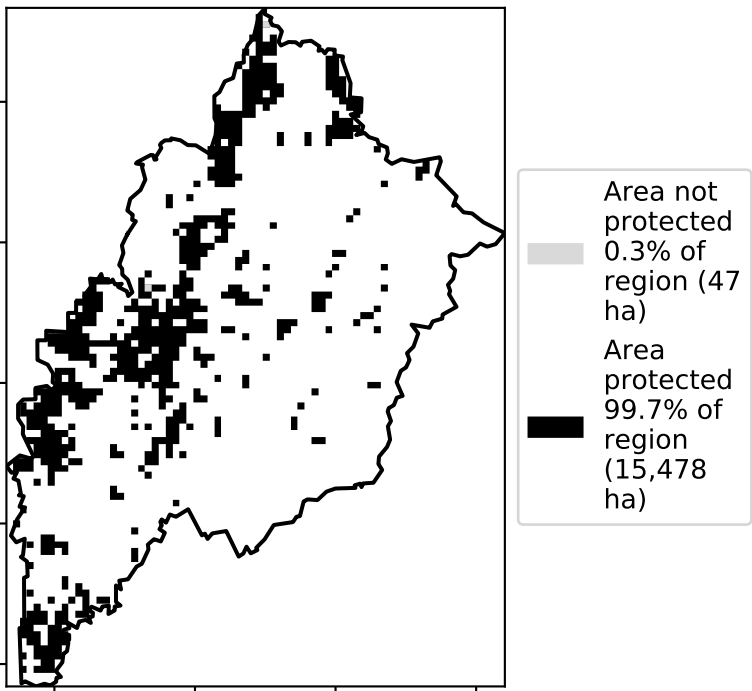 Area not
protected
0.3% of
region (47
ha)
Area
protected
99.7% of
region
(15,478
ha)